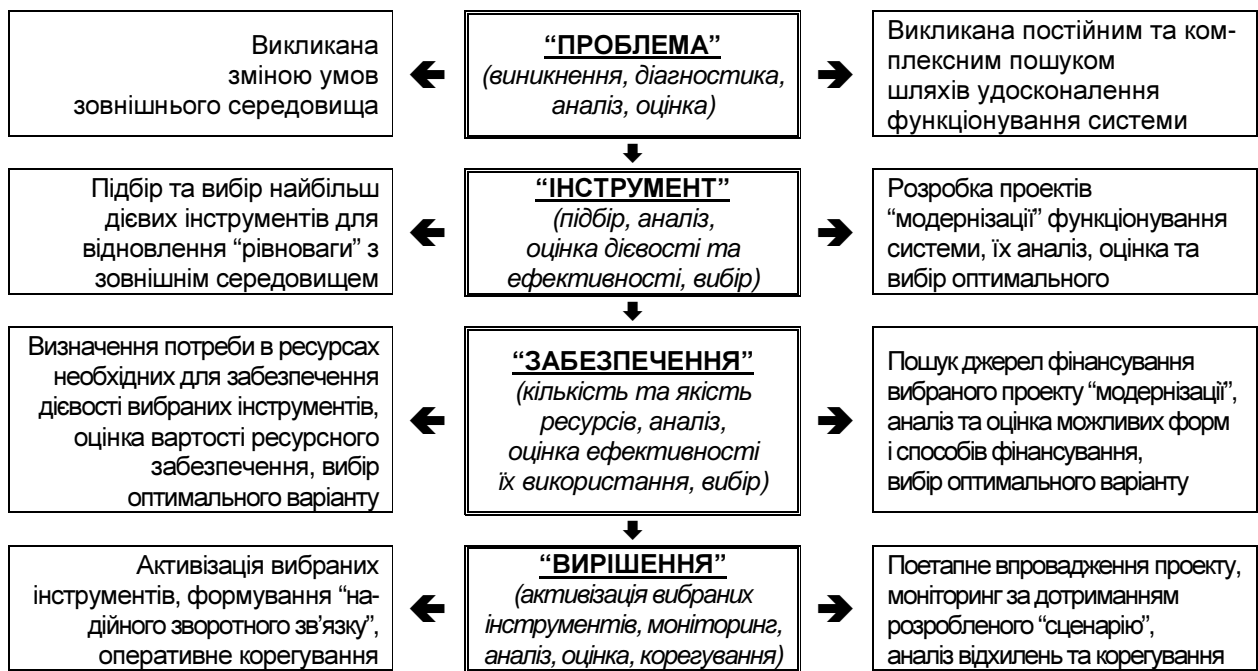 Викликана
зміною умов
зовнішнього середовища
“ПРОБЛЕМА”
(виникнення, діагностика,
аналіз, оцінка)
Викликана постійним та ком-
плексним пошуком
шляхів удосконалення
функціонування системи
Підбір та вибір найбільш
дієвих інструментів для
відновлення “рівноваги” з
зовнішнім середовищем
“ІНСТРУМЕНТ”
(підбір, аналіз,
оцінка дієвості та
ефективності, вибір)
Розробка проектів
“модернізації” функціонування
системи, їх аналіз, оцінка та
вибір оптимального
Визначення потреби в ресурсах
необхідних для забезпечення
дієвості вибраних інструментів,
оцінка вартості ресурсного
забезпечення, вибір
оптимального варіанту
“ЗАБЕЗПЕЧЕННЯ”
(кількість та якість
ресурсів, аналіз,
оцінка ефективності
їх використання, вибір)
Пошук джерел фінансування
вибраного проекту “модернізації”,
аналіз та оцінка можливих форм
і способів фінансування,
вибір оптимального варіанту
Активізація вибраних
інструментів, формування “на-
дійного зворотного зв’язку”,
оперативне корегування
“ВИРІШЕННЯ”
(активізація вибраних
інструментів, моніторинг,
аналіз, оцінка, корегування)
Поетапне впровадження проекту,
моніторинг за дотриманням
розробленого “сценарію”,
аналіз відхилень та корегування